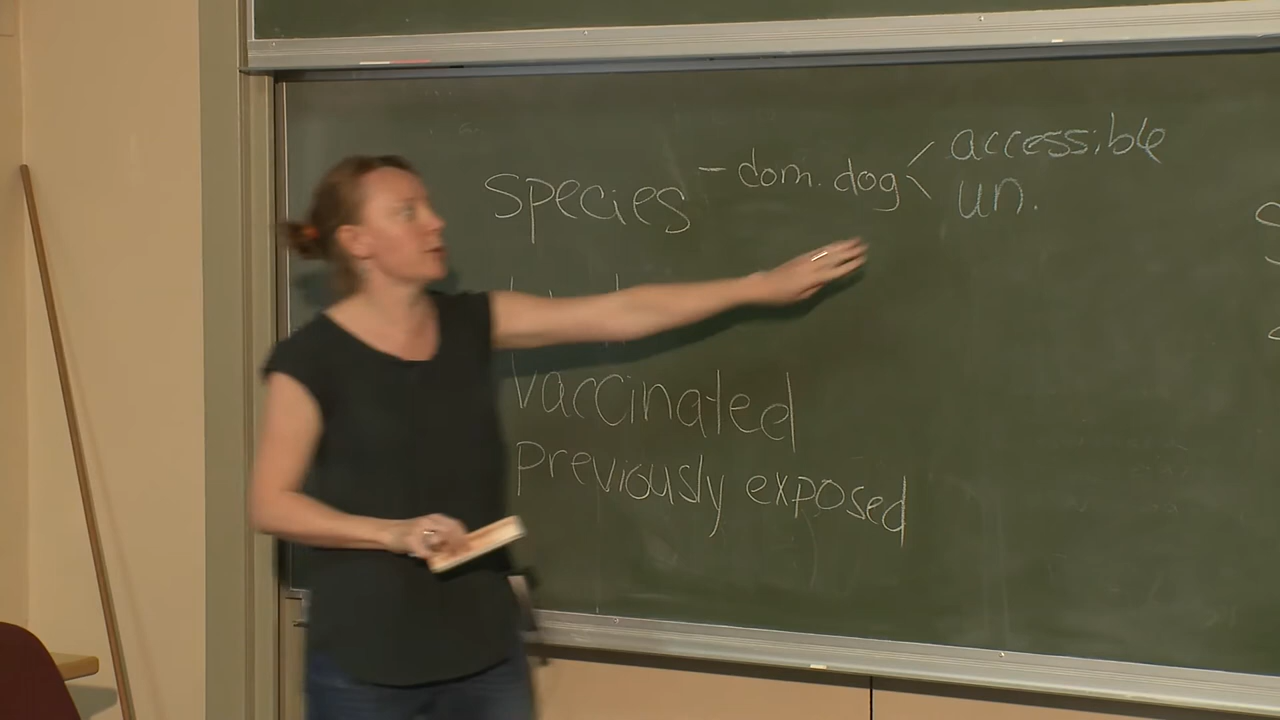 species - dom. dog < accessible
un.
vaccinated
previously exposed